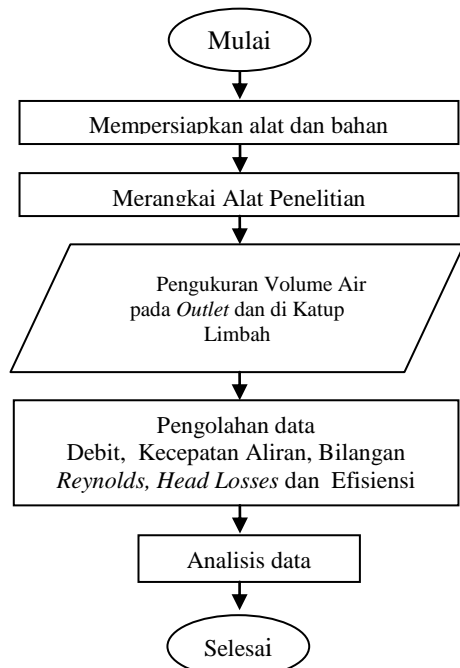 Mulai
Mempersiapkan alat dan bahan
Merangkai Alat Penelitian
Pengukuran Volume Air
pada Outlet dan di Katup
Limbah
Pengolahan data
Debit, Kecepatan Aliran, Bilangan
Reynolds, Head Losses dan Efisiensi
Analisis data
Selesai